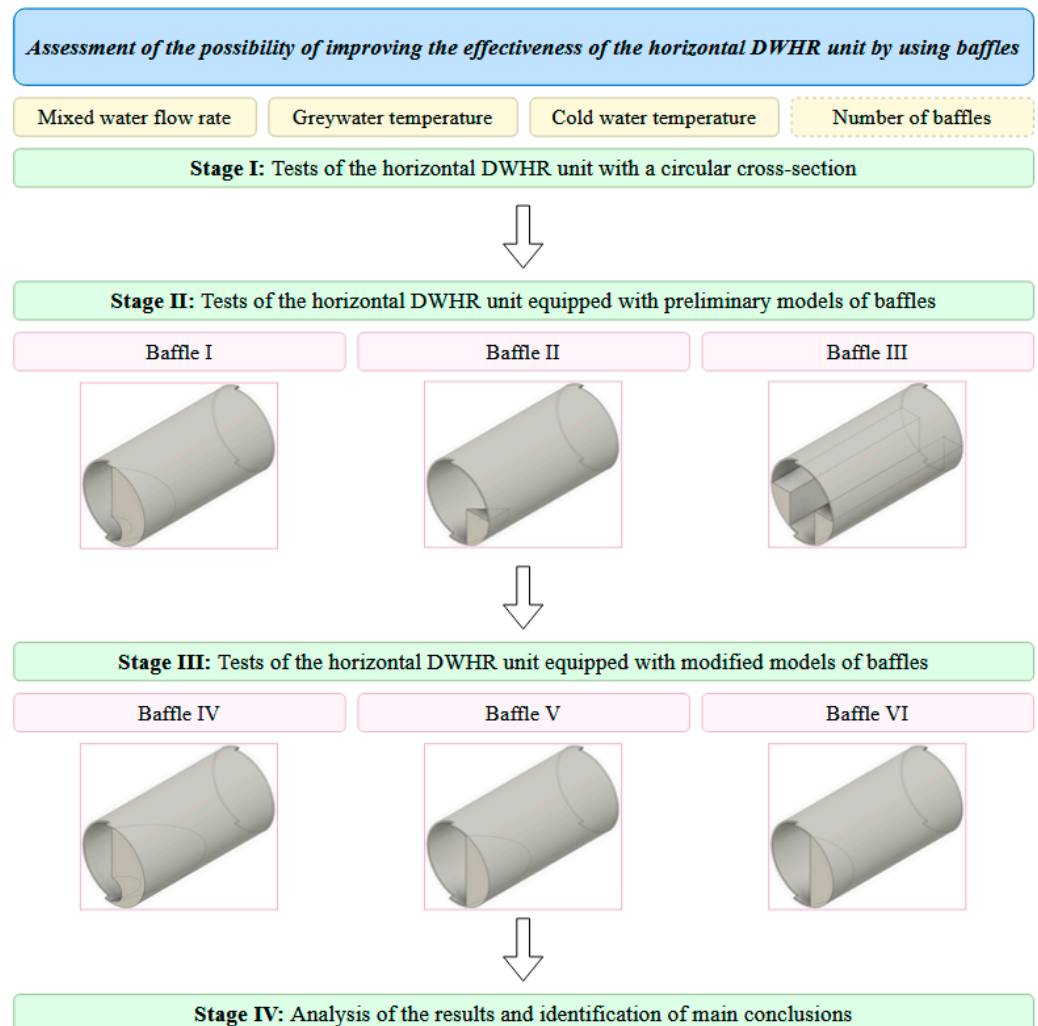 Assessment of the possibility of improving the effectiveness of the horizontal DWHR unit by using baffles
Mixed water flow rate
Greywater temperature
Cold water temperature
Number of baffles
Stage I: Tests of the horizontal DWHR unit with a circular cross-section
Stage II: Tests of the horizontal DWHR unit equipped with preliminary models of baffles
Baffle I
Baffle II
Baffle III
Stage III: Tests of the horizontal DWHR unit equipped with modified models of baffles
Baffle IV
Baffle V
Baffle VI
Stage IV: Analysis of the results and identification of main conclusions